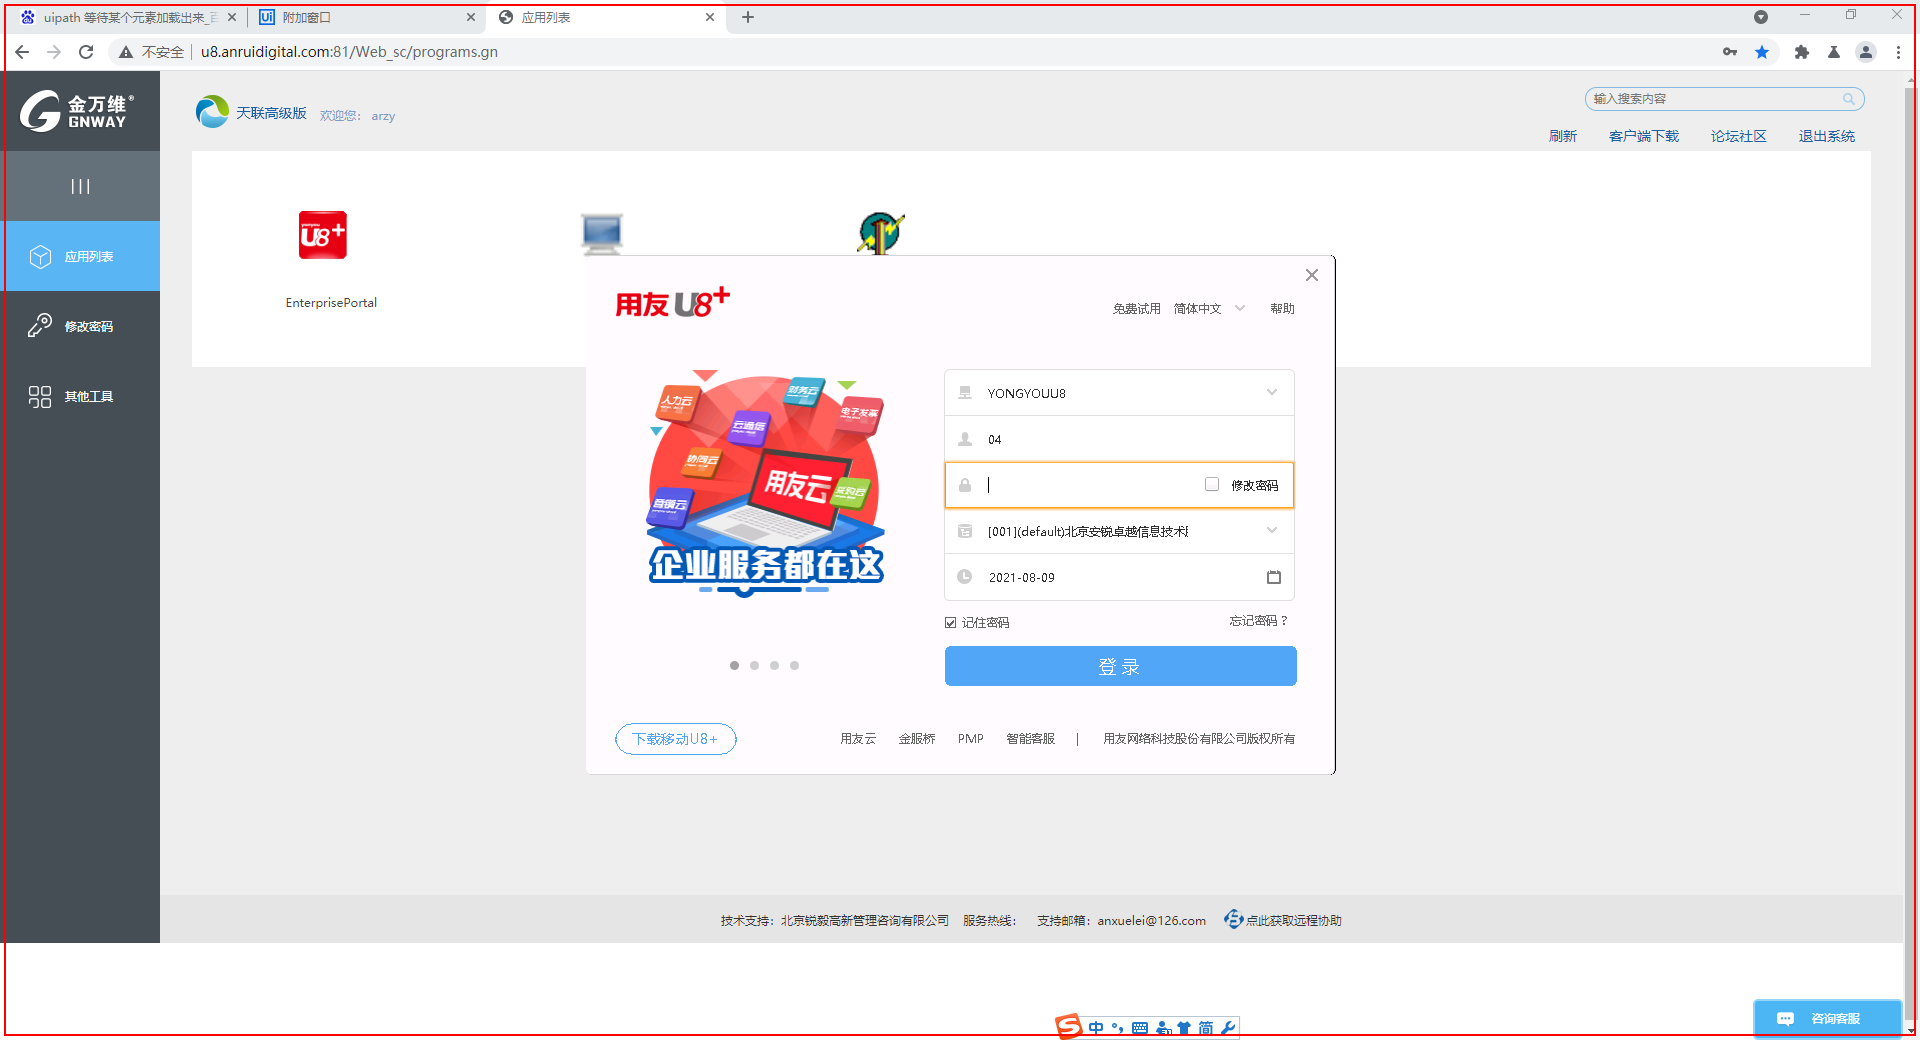 uipath 等待某个元素加载出来_百
附加窗口
应用列表
不安全
u8.anruidigital.com:81/Web_sc/programs.gn
金万维®
GNWAY
天联高级版
欢迎您: arzy
输入搜索内容
刷新 客户端下载 论坛社区 退出系统
应用列表
修改密码
其他工具
U8+
EnterprisePortal
用友 U8+
免费试用 简体中文 帮助
人力云
财务云
电子发票
云通信
协同云
用友云
采购云
营销云
企业服务都在这
YONGYOUU8
04
修改密码
[001](default)北京安锐卓越信息技术
2021-08-09
记住密码
忘记密码 ?
登 录
下载移动U8+
用友云 金服桥 PMP 智能客服 | 用友网络科技股份有限公司版权所有
技术支持: 北京锐毅高新管理咨询有限公司 服务热线: 支持邮箱: anxuelei@126.com 点此获取远程协助
中 简
咨询客服